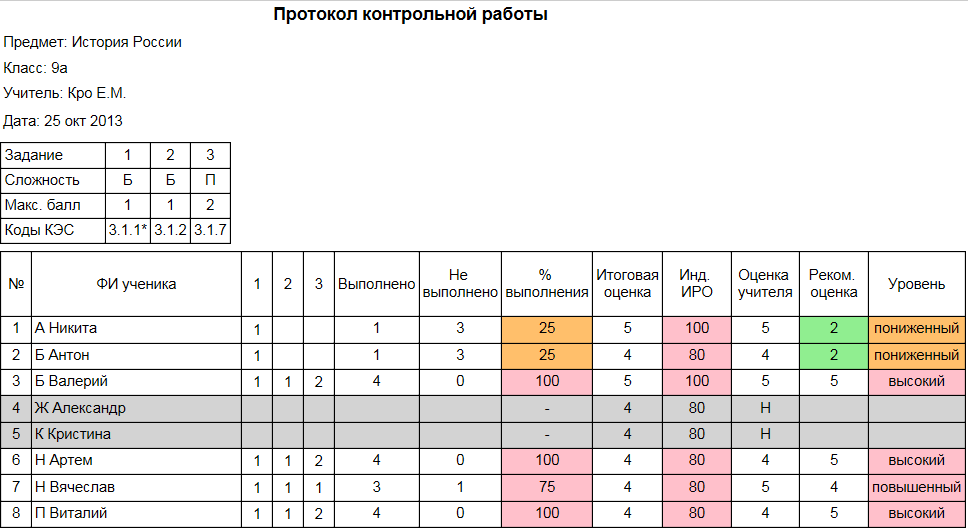 Протокол контрольной работы
Предмет: История России
Класс: 9а
Учитель: Кро Е.М.
Дата: 25 окт 2013
Задание 1 2 3
Сложность Б Б П
Макс. балл 1 1 2
Коды КЭС 3.1.1* 3.1.2 3.1.7
№ ФИ ученика 1 2 3 Выполнено Не выполнено % выполнения Итоговая оценка Инд. ИРО Оценка учителя Реком. оценка Уровень
1 А Никита 1 1 3 25 5 100 5 2 пониженный
2 Б Антон 1 1 3 25 4 80 4 2 пониженный
3 Б Валерий 1 1 2 4 0 100 5 100 5 5 высокий
4 Ж Александр - 4 80 Н
5 К Кристина - 4 80 Н
6 Н Артем 1 1 2 4 0 100 4 80 4 5 высокий
7 Н Вячеслав 1 1 1 3 1 75 4 80 5 4 повышенный
8 П Виталий 1 1 2 4 0 100 4 80 4 5 высокий